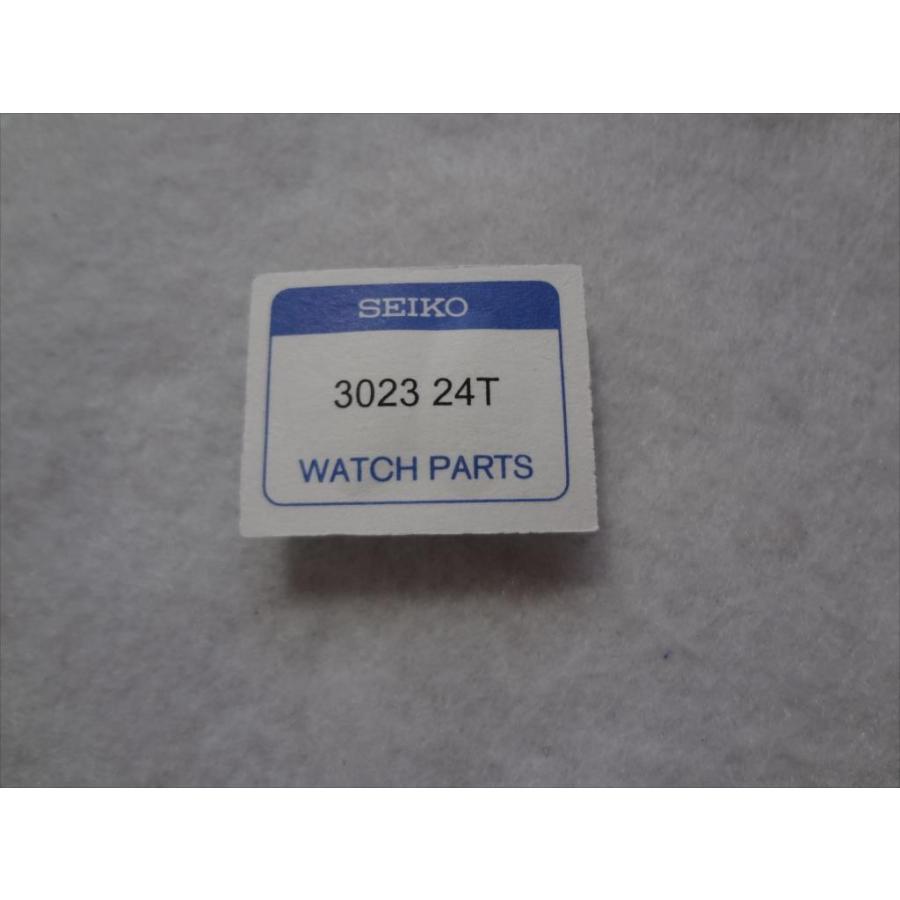 SEIKO
3023 24T
WATCH PARTS